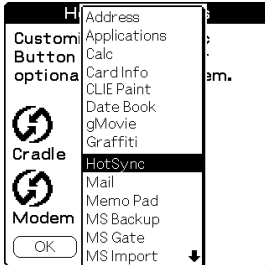 H
s
Address
Applications
Calc
Card Info
CLIE Paint
Date Book
gMovie
Graffiti
HotSync
Mail
Memo Pad
MS Backup
MS Gate
MS Import
Customi
Button
optiona
em.
Cradle
Modem
OK